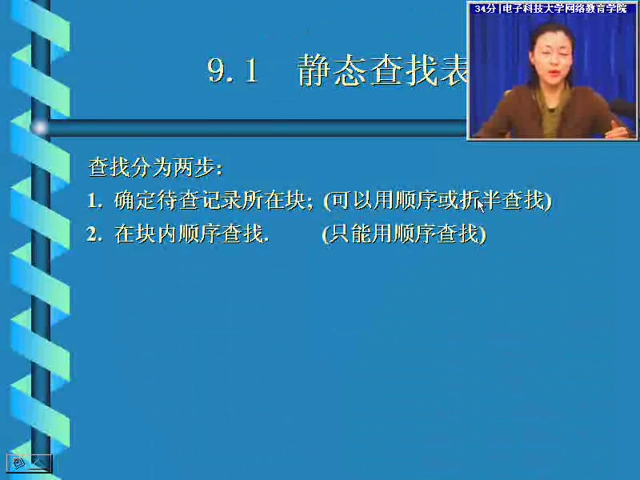 34分|电子科技大学网络教育学院
9.1 静态查找表
查找分为两步:
1. 确定待查记录所在块; (可以用顺序或折半查找)
2. 在块内顺序查找. (只能用顺序查找)